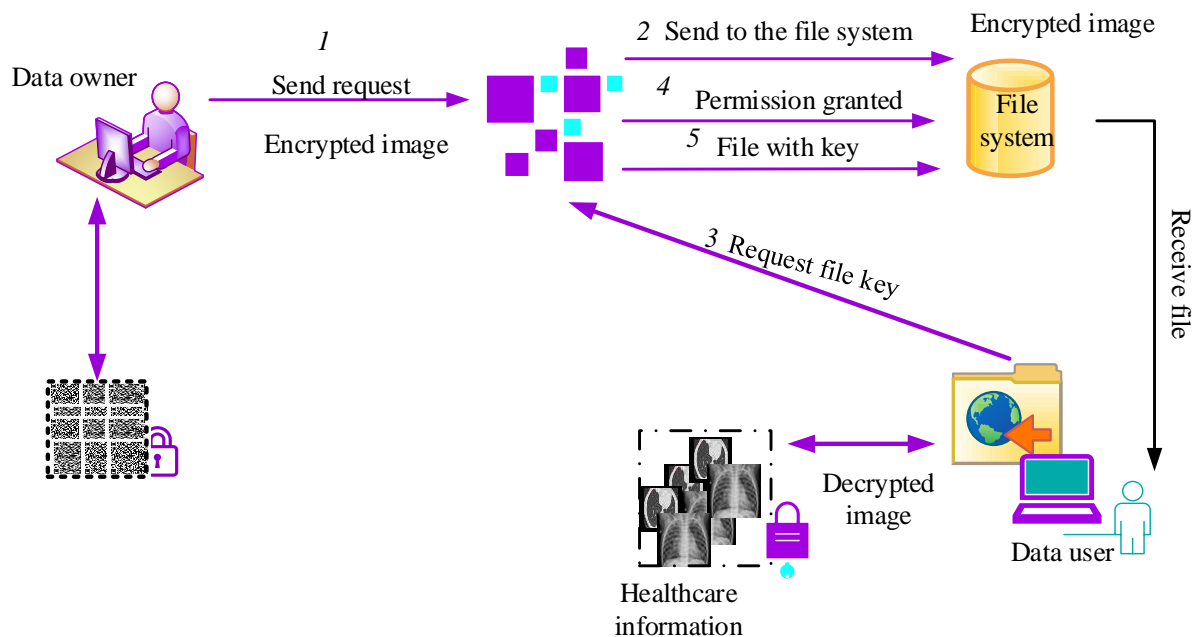 Data owner
1
Send request
Encrypted image
2 Send to the file system
4
Permission granted
5
File with key
Encrypted image
File
system
3 Request file key
Receive file
Decrypted
image
Data user
Healthcare
information